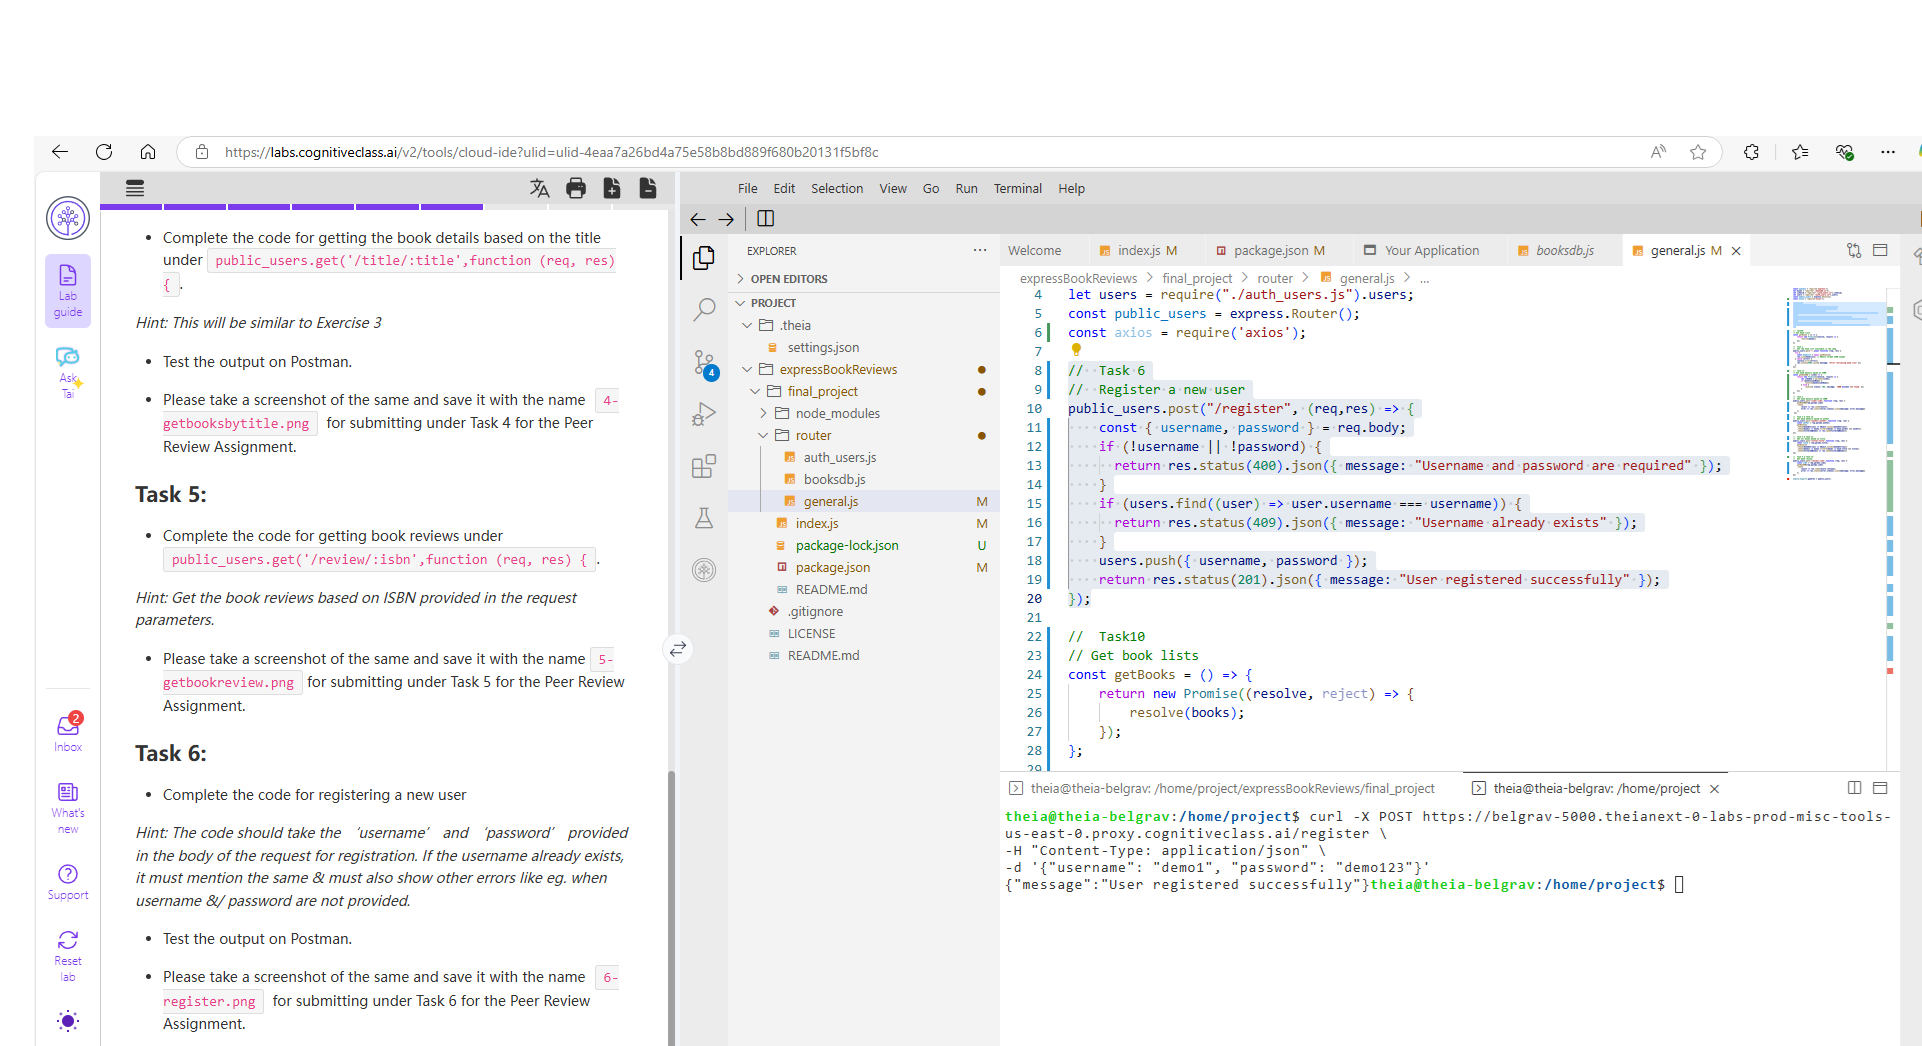 https://labs.cognitiveclass.ai/v2/tools/cloud-ide?ulid=ulid-4eaa7a26bd4a75e58b8bd889f680b20131f5bf8c
Lab
guide
Ask
Tai
2
Inbox
What's
new
Support
Reset
lab
Complete the code for getting the book details based on the title
under public_users.get('/title/:title',function (req, res)
{ .
Hint: This will be similar to Exercise 3
Test the output on Postman.
Please take a screenshot of the same and save it with the name 4-
getbooksbytitle.png for submitting under Task 4 for the Peer
Review Assignment.
Task 5:
Complete the code for getting book reviews under
public_users.get('/review/:isbn',function (req, res) { .
Hint: Get the book reviews based on ISBN provided in the request
parameters.
Please take a screenshot of the same and save it with the name 5-
getbookreview.png for submitting under Task 5 for the Peer Review
Assignment.
Task 6:
Complete the code for registering a new user
Hint: The code should take the ‘username’ and ‘password’ provided
in the body of the request for registration. If the username already exists,
it must mention the same & must also show other errors like eg. when
username &/ password are not provided.
Test the output on Postman.
Please take a screenshot of the same and save it with the name 6-
register.png for submitting under Task 6 for the Peer Review
Assignment.
File Edit Selection View Go Run Terminal Help
EXPLORER
OPEN EDITORS
PROJECT
.theia
settings.json
expressBookReviews
final_project
node_modules
router
auth_users.js
booksdb.js
general.js M
index.js M
package-lock.json U
package.json M
README.md
.gitignore
LICENSE
README.md
4
Welcome index.js M package.json M Your Application booksdb.js general.js M
expressBookReviews > final_project > router > general.js > ...
4 let users = require("./auth_users.js").users;
5 const public_users = express.Router();
6 const axios = require('axios');
7
8 // Task 6
9 // Register a new user
10 public_users.post("/register", (req,res) => {
11 const { username, password } = req.body;
12 if (!username || !password) {
13 return res.status(400).json({ message: "Username and password are required" });
14 }
15 if (users.find((user) => user.username === username)) {
16 return res.status(409).json({ message: "Username already exists" });
17 }
18 users.push({ username, password });
19 return res.status(201).json({ message: "User registered successfully" });
20 });
21
22 // Task10
23 // Get book lists
24 const getBooks = () => {
25 return new Promise((resolve, reject) => {
26 resolve(books);
27 });
28 };
29
theia@theia-belgrav: /home/project/expressBookReviews/final_project theia@theia-belgrav: /home/project
theia@theia-belgrav:/home/project$ curl -X POST https://belgrav-5000.theianext-0-labs-prod-misc-tools-
us-east-0.proxy.cognitiveclass.ai/register \
-H "Content-Type: application/json" \
-d '{"username": "demo1", "password": "demo123"}'
{"message":"User registered successfully"}theia@theia-belgrav:/home/project$